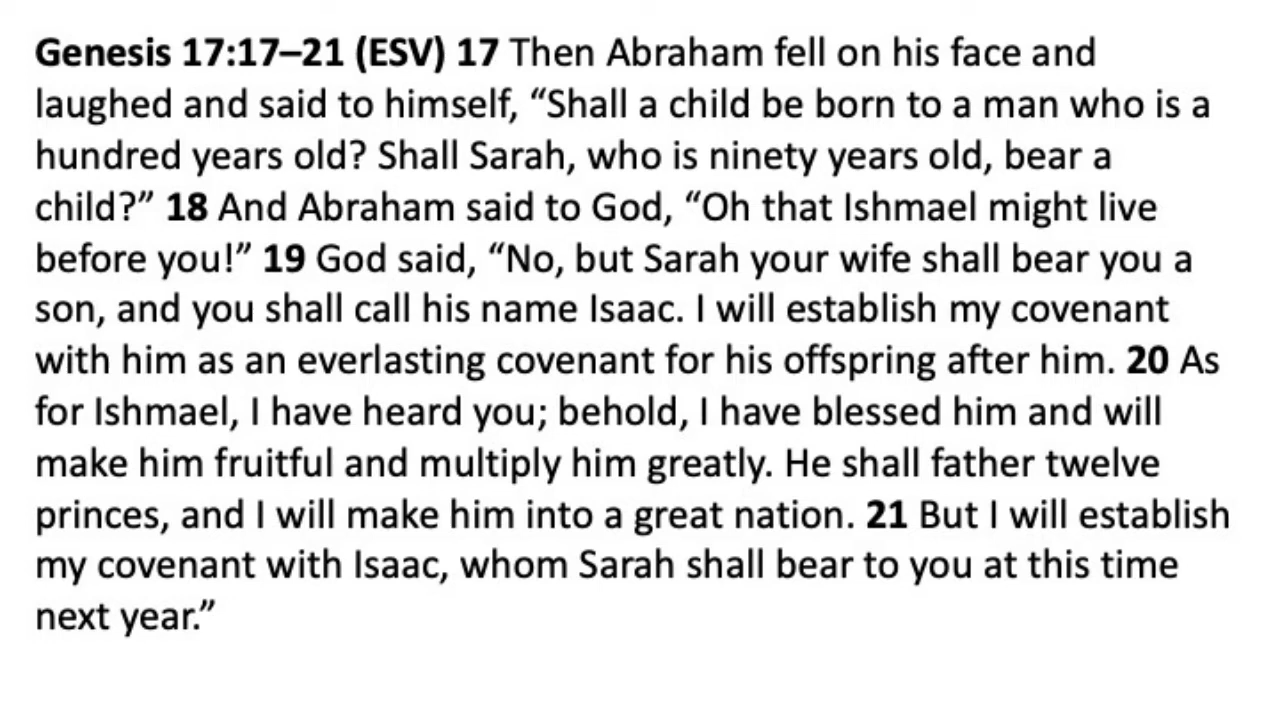 Genesis 17:17–21 (ESV) 17 Then Abraham fell on his face and
laughed and said to himself, “Shall a child be born to a man who is a
hundred years old? Shall Sarah, who is ninety years old, bear a
child?” 18 And Abraham said to God, “Oh that Ishmael might live
before you!” 19 God said, “No, but Sarah your wife shall bear you a
son, and you shall call his name Isaac. I will establish my covenant
with him as an everlasting covenant for his offspring after him. 20 As
for Ishmael, I have heard you; behold, I have blessed him and will
make him fruitful and multiply him greatly. He shall father twelve
princes, and I will make him into a great nation. 21 But I will establish
my covenant with Isaac, whom Sarah shall bear to you at this time
next year.”